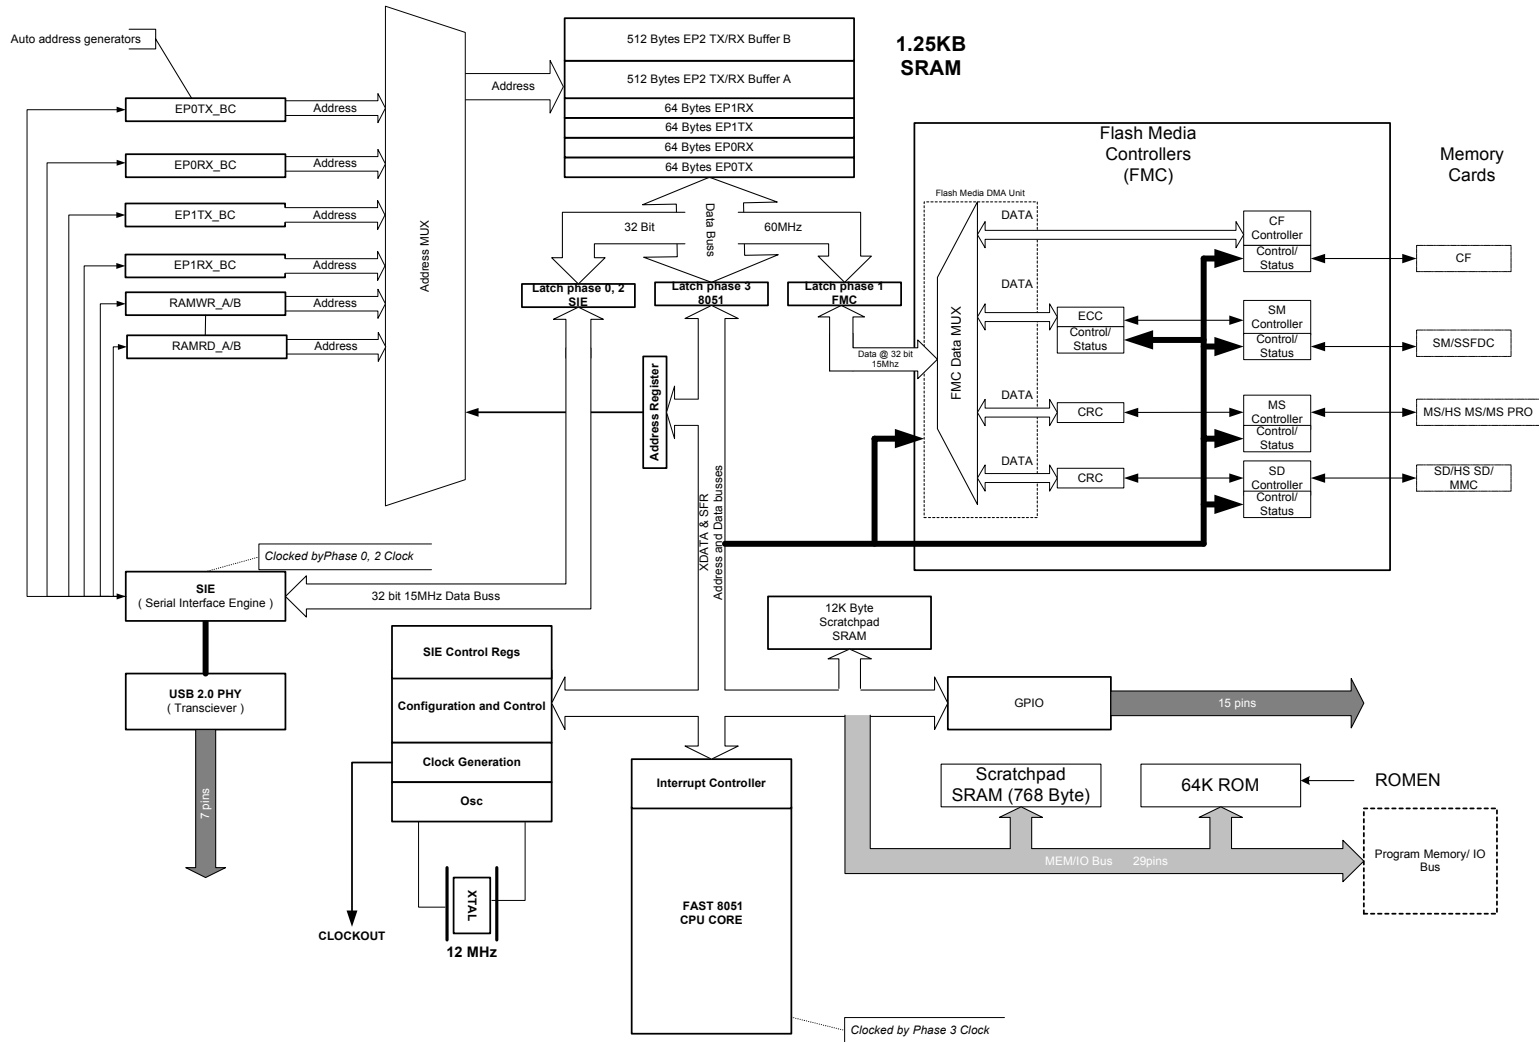 Auto address generators
EP0TX_BC
Address
EP0RX_BC
Address
EP1TX_BC
Address
EP1RX_BC
Address
RAMWR_A/B
Address
RAMRD_A/B
Address
Address MUX
Address
512 Bytes EP2 TX/RX Buffer B
512 Bytes EP2 TX/RX Buffer A
64 Bytes EP1RX
64 Bytes EP1TX
64 Bytes EP0RX
64 Bytes EP0TX
1.25KB
SRAM
32 Bit
Data Buss
60MHz
Latch phase 0, 2
SIE
Latch phase 3
8051
Latch phase 1
FMC
Data @ 32 bit
15Mhz
Address Register
XDATA & SFR
Address and Data busses
Flash Media
Controllers
(FMC)
Flash Media DMA Unit
FMC Data MUX
DATA
DATA
DATA
DATA
ECC
Control/
Status
CRC
CRC
CF
Controller
Control/
Status
SM
Controller
Control/
Status
MS
Controller
Control/
Status
SD
Controller
Control/
Status
Memory
Cards
CF
SM/SSFDC
MS/HS MS/MS PRO
SD/HS SD/
MMC
Clocked byPhase 0, 2 Clock
SIE
( Serial Interface Engine )
32 bit 15MHz Data Buss
USB 2.0 PHY
( Transciever )
7 pins
SIE Control Regs
Configuration and Control
Clock Generation
Osc
XTAL
12 MHz
CLOCKOUT
12K Byte
Scratchpad
SRAM
GPIO
15 pins
Interrupt Controller
FAST 8051
CPU CORE
Clocked by Phase 3 Clock
Scratchpad
SRAM (768 Byte)
64K ROM
ROMEN
MEM/IO Bus 29pins
Program Memory/ IO
Bus